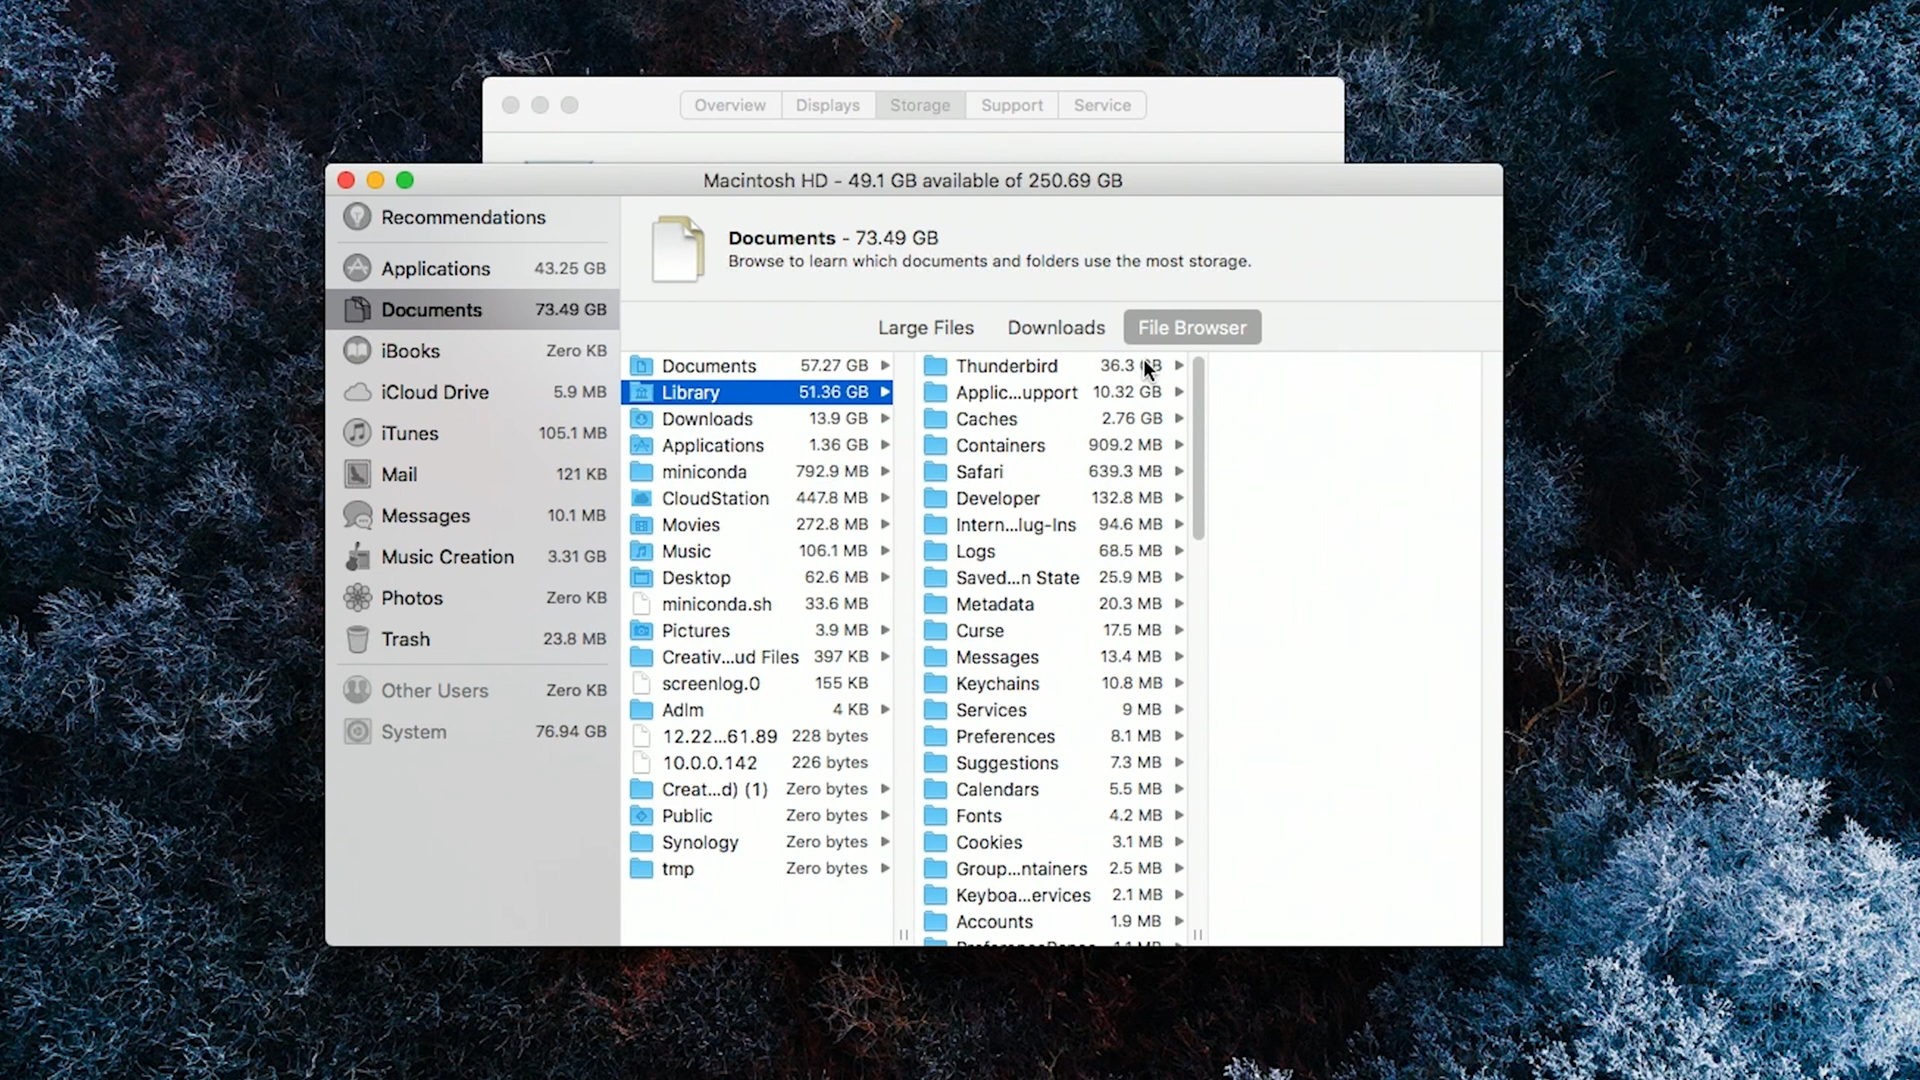 Overview Displays Storage Support Service
Macintosh HD - 49.1 GB available of 250.69 GB
Recommendations
Applications 43.25 GB
Documents 73.49 GB
iBooks Zero KB
iCloud Drive 5.9 MB
iTunes 105.1 MB
Mail 121 KB
Messages 10.1 MB
Music Creation 3.31 GB
Photos Zero KB
Trash 23.8 MB
Other Users Zero KB
System 76.94 GB
Documents - 73.49 GB
Browse to learn which documents and folders use the most storage.
Large Files Downloads File Browser
Documents 57.27 GB
Library 51.36 GB
Downloads 13.9 GB
Applications 1.36 GB
miniconda 792.9 MB
CloudStation 447.8 MB
Movies 272.8 MB
Music 106.1 MB
Desktop 62.6 MB
miniconda.sh 33.6 MB
Pictures 3.9 MB
Creativ...ud Files 397 KB
screenlog.0 155 KB
Adlm 4 KB
12.22...61.89 228 bytes
10.0.0.142 226 bytes
Creat...d) (1) Zero bytes
Public Zero bytes
Synology Zero bytes
tmp Zero bytes
Thunderbird 36.3
Applic...upport 10.32 GB
Caches 2.76 GB
Containers 909.2 MB
Safari 639.3 MB
Developer 132.8 MB
Intern...lug-Ins 94.6 MB
Logs 68.5 MB
Saved...n State 25.9 MB
Metadata 20.3 MB
Curse 17.5 MB
Messages 13.4 MB
Keychains 10.8 MB
Services 9 MB
Preferences 8.1 MB
Suggestions 7.3 MB
Calendars 5.5 MB
Fonts 4.2 MB
Cookies 3.1 MB
Group...ntainers 2.5 MB
Keyboa...ervices 2.1 MB
Accounts 1.9 MB